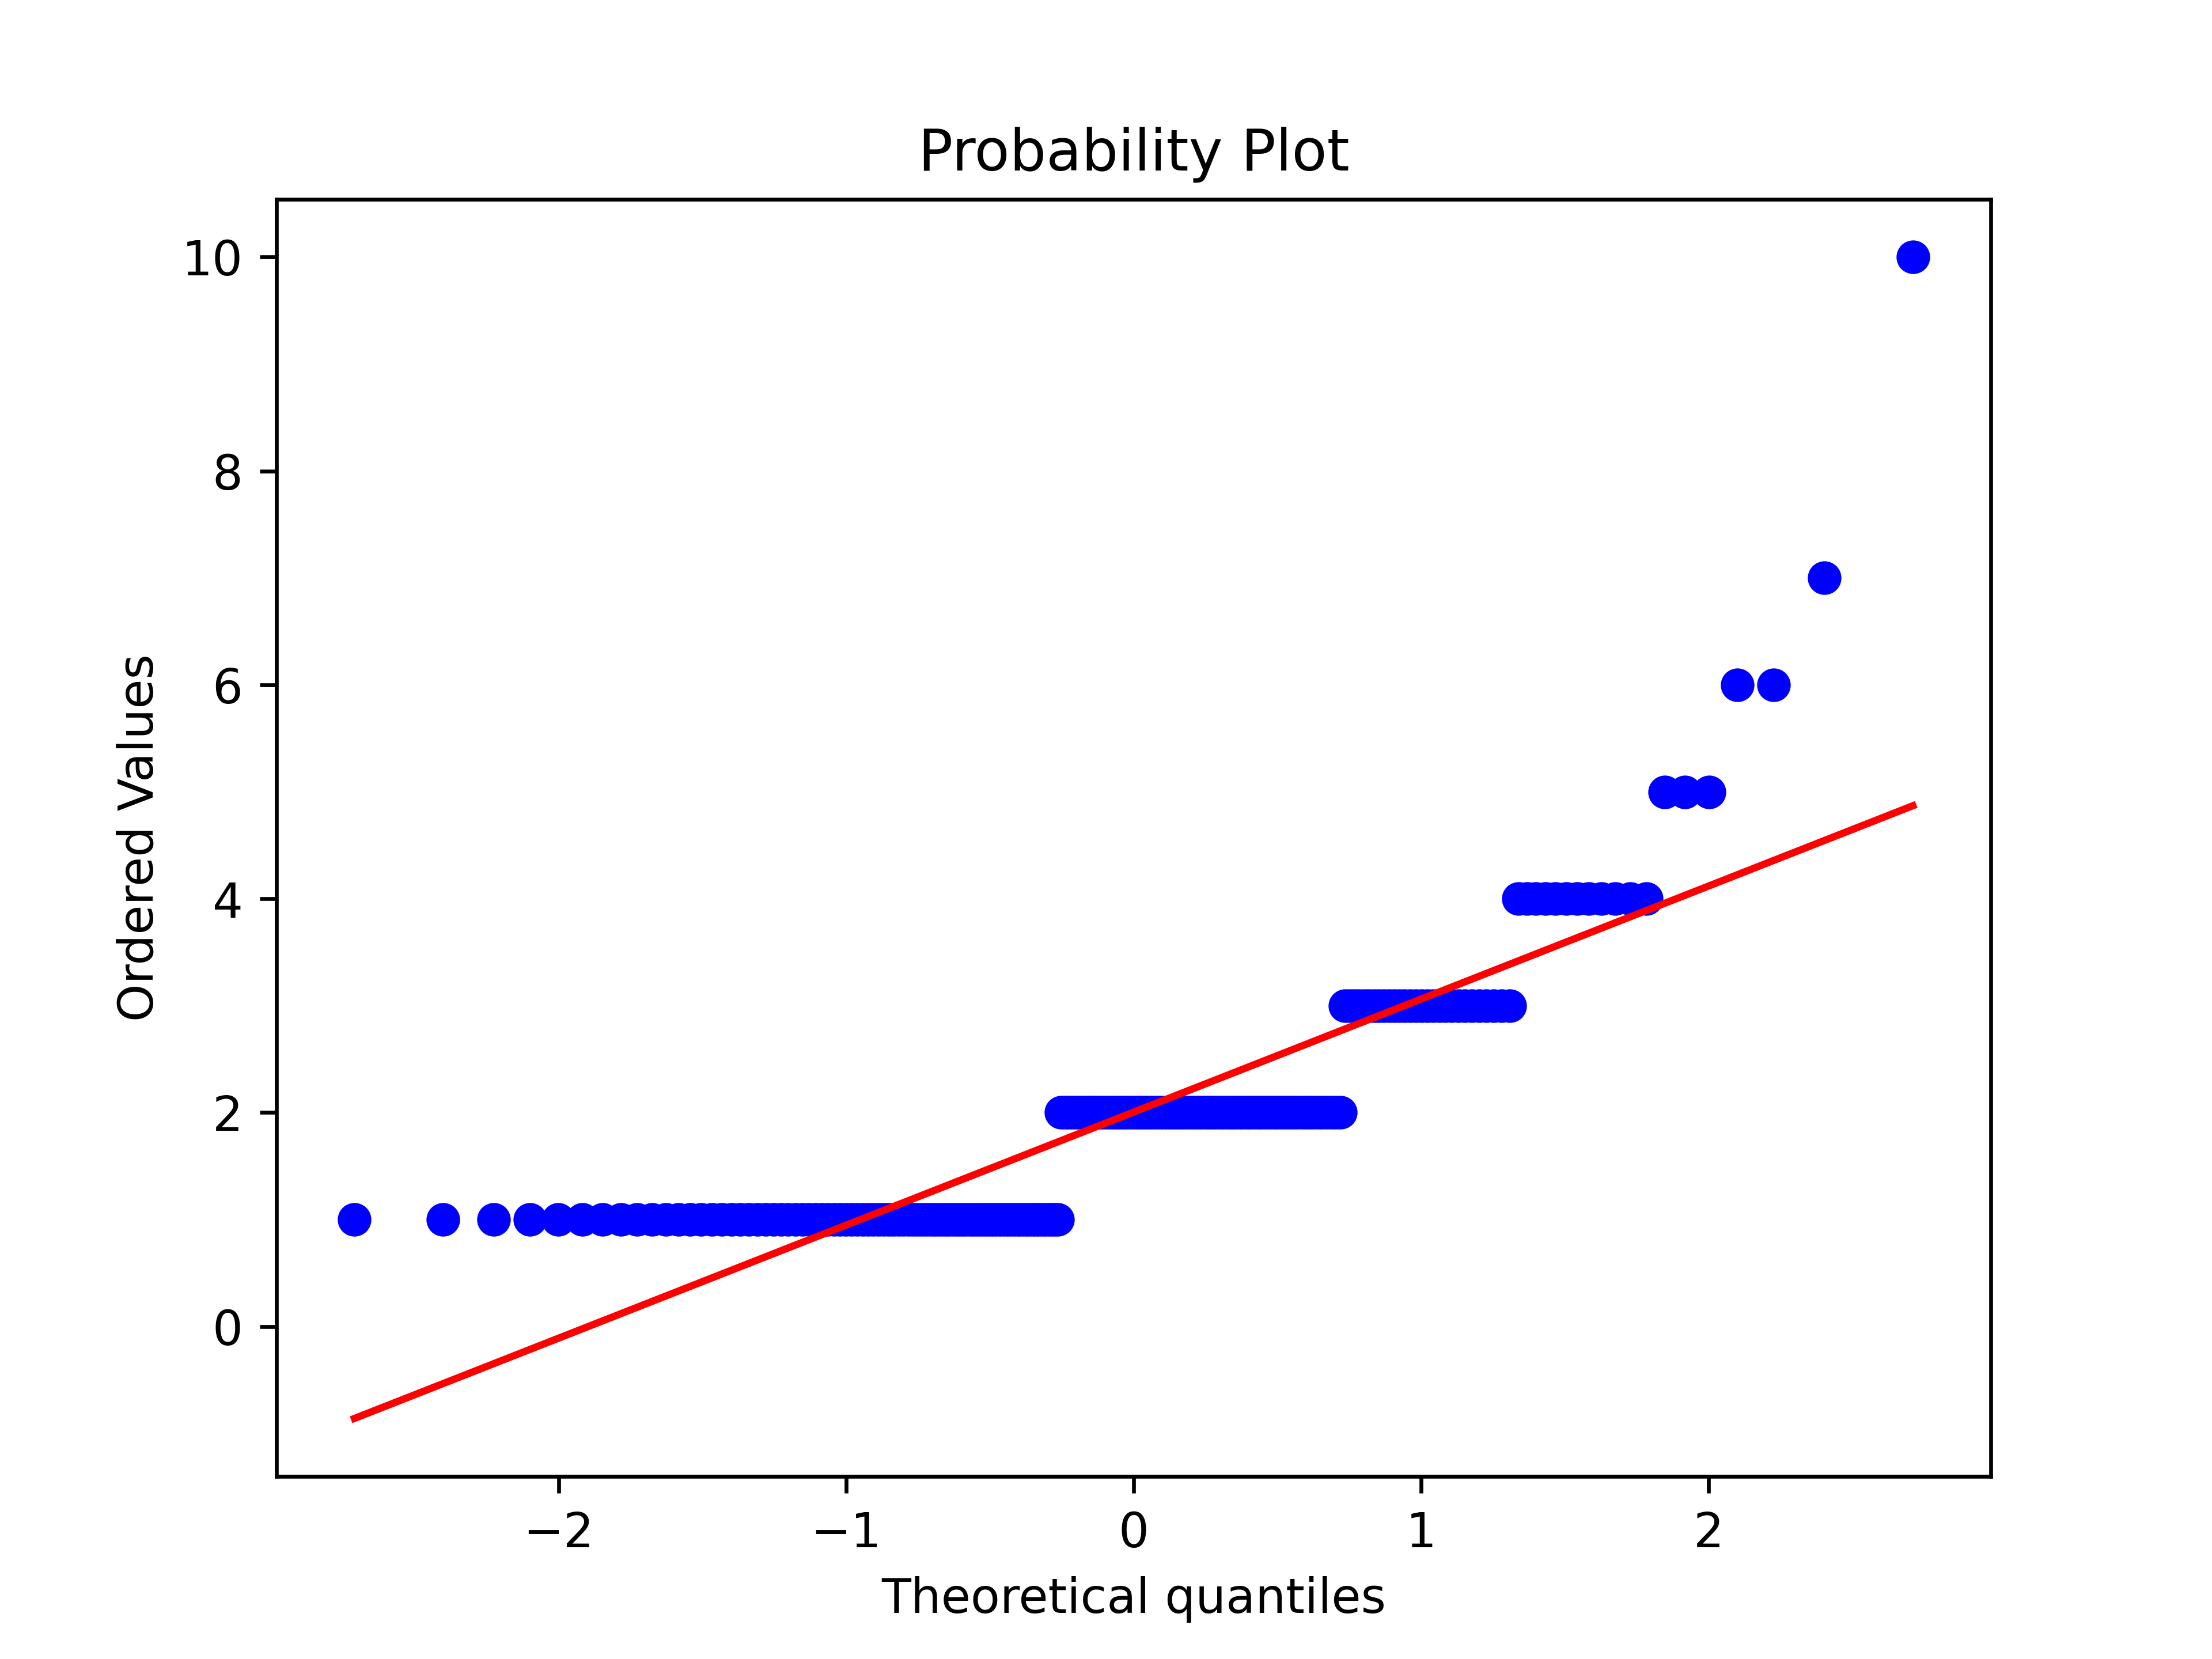 Probability Plot
10
8
6
4
2
0
Ordered Values
−2 −1 0 1 2
Theoretical quantiles